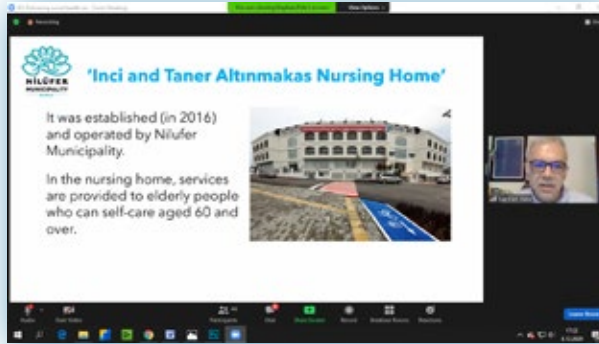 Recording
View Options
NİLÜFER
MUNICIPALITY
'Inci and Taner Altınmakas Nursing Home'
It was established (in 2016)
and operated by Nilufer
Municipality.
In the nursing home, services
are provided to elderly people
who can self-care aged 60 and
over.
Participants
Chat
Share Screen
Record
Breakout Rooms
Reactions